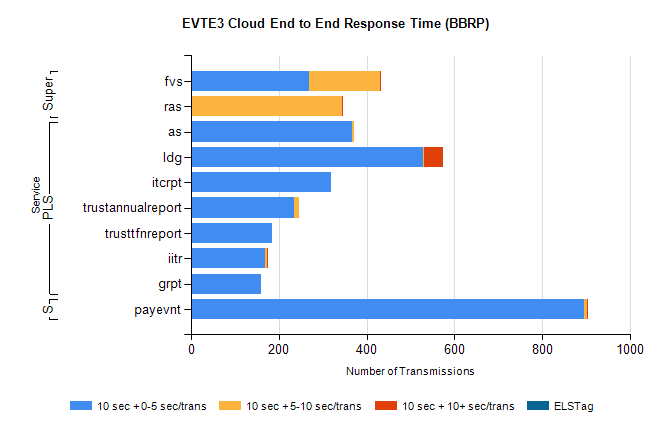 EVTE3 Cloud End to End Response Time (BBRP)
Service
Super
PLS
S
fvs
ras
as
ldg
itcrpt
trustannualreport
trusttfnreport
iitr
grpt
payevnt
0 200 400 600 800 1000
Number of Transmissions
10 sec +0-5 sec/trans 10 sec +5-10 sec/trans 10 sec + 10+ sec/trans ELSTag